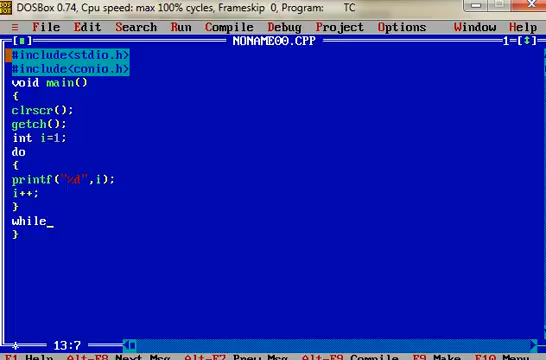 DOSBox 0.74, Cpu speed: max 100% cycles, Frameskip 0, Program: TC
≡ File Edit Search Run Compile Debug Project Options Window Help
[■] NONAME00.CPP 1=[↕]
#include<stdio.h>
#include<conio.h>
void main()
{
clrscr();
getch();
int i=1;
do
{
printf("%d",i);
i++;
}
while_
}
* 13:7
F1 Help Alt-F8 Next Msg Alt-F7 Prev Msg Alt-F9 Compile F9 Make F10 Menu